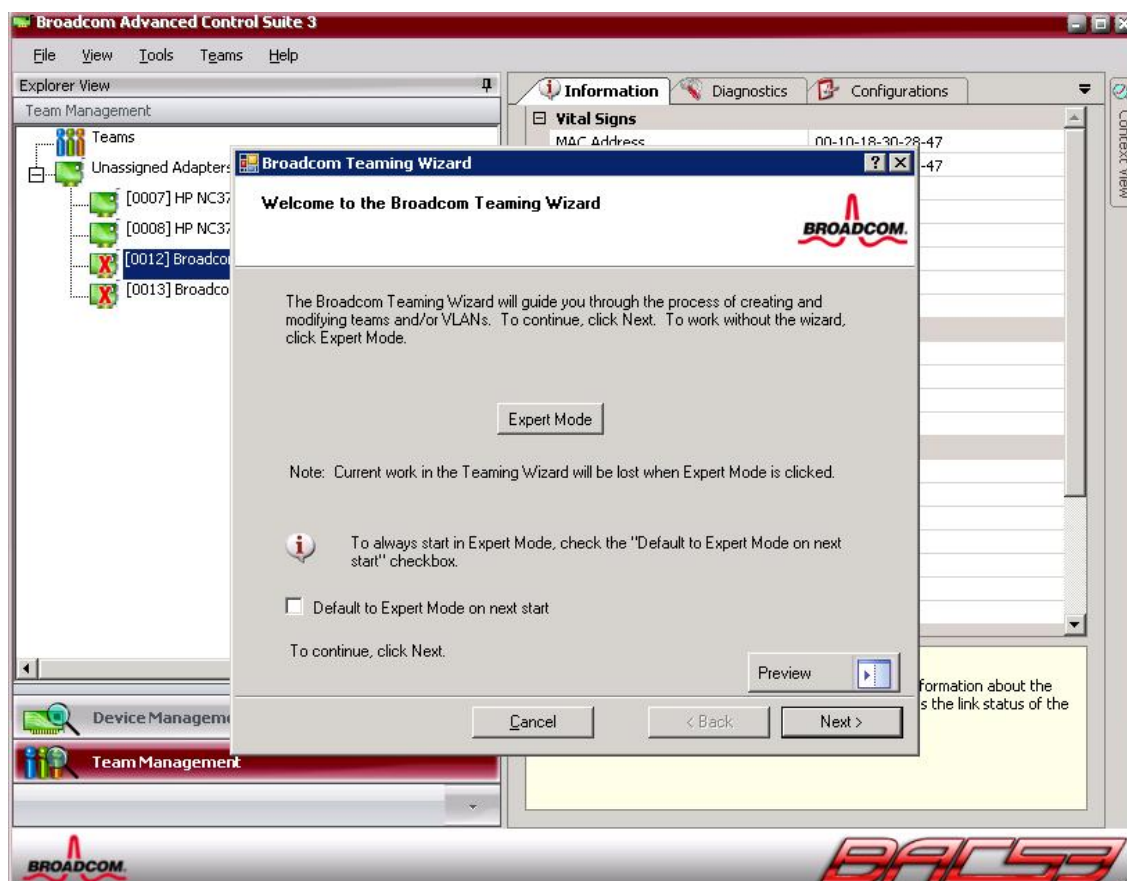 Broadcom Advanced Control Suite 3
File View Tools Teams Help
Explorer View
Team Management
Teams
Unassigned Adapters
[0007] HP NC37
[0008] HP NC37
[0012] Broadco
[0013] Broadco
Device Manageme
Team Management
Information Diagnostics Configurations
Vital Signs
MAC Address 00-10-18-30-28-47
-47
Context View
Broadcom Teaming Wizard
Welcome to the Broadcom Teaming Wizard
BROADCOM.
The Broadcom Teaming Wizard will guide you through the process of creating and
modifying teams and/or VLANs. To continue, click Next. To work without the wizard,
click Expert Mode.
Expert Mode
Note: Current work in the Teaming Wizard will be lost when Expert Mode is clicked.
To always start in Expert Mode, check the "Default to Expert Mode on next
start" checkbox.
Default to Expert Mode on next start
To continue, click Next.
Preview
Cancel < Back Next >
formation about the
s the link status of the
BROADCOM.
BACS3